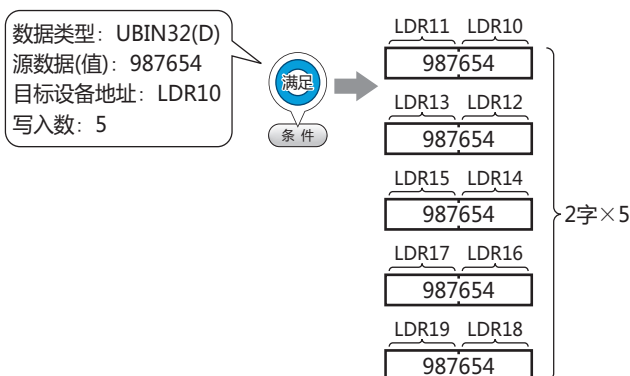 数据类型：UBIN32(D)
源数据(值)：987654
目标设备地址：LDR10
写入数：5
满足
条件
LDR11 LDR10
987654
LDR13 LDR12
987654
LDR15 LDR14
987654
LDR17 LDR16
987654
LDR19 LDR18
987654
2字×5